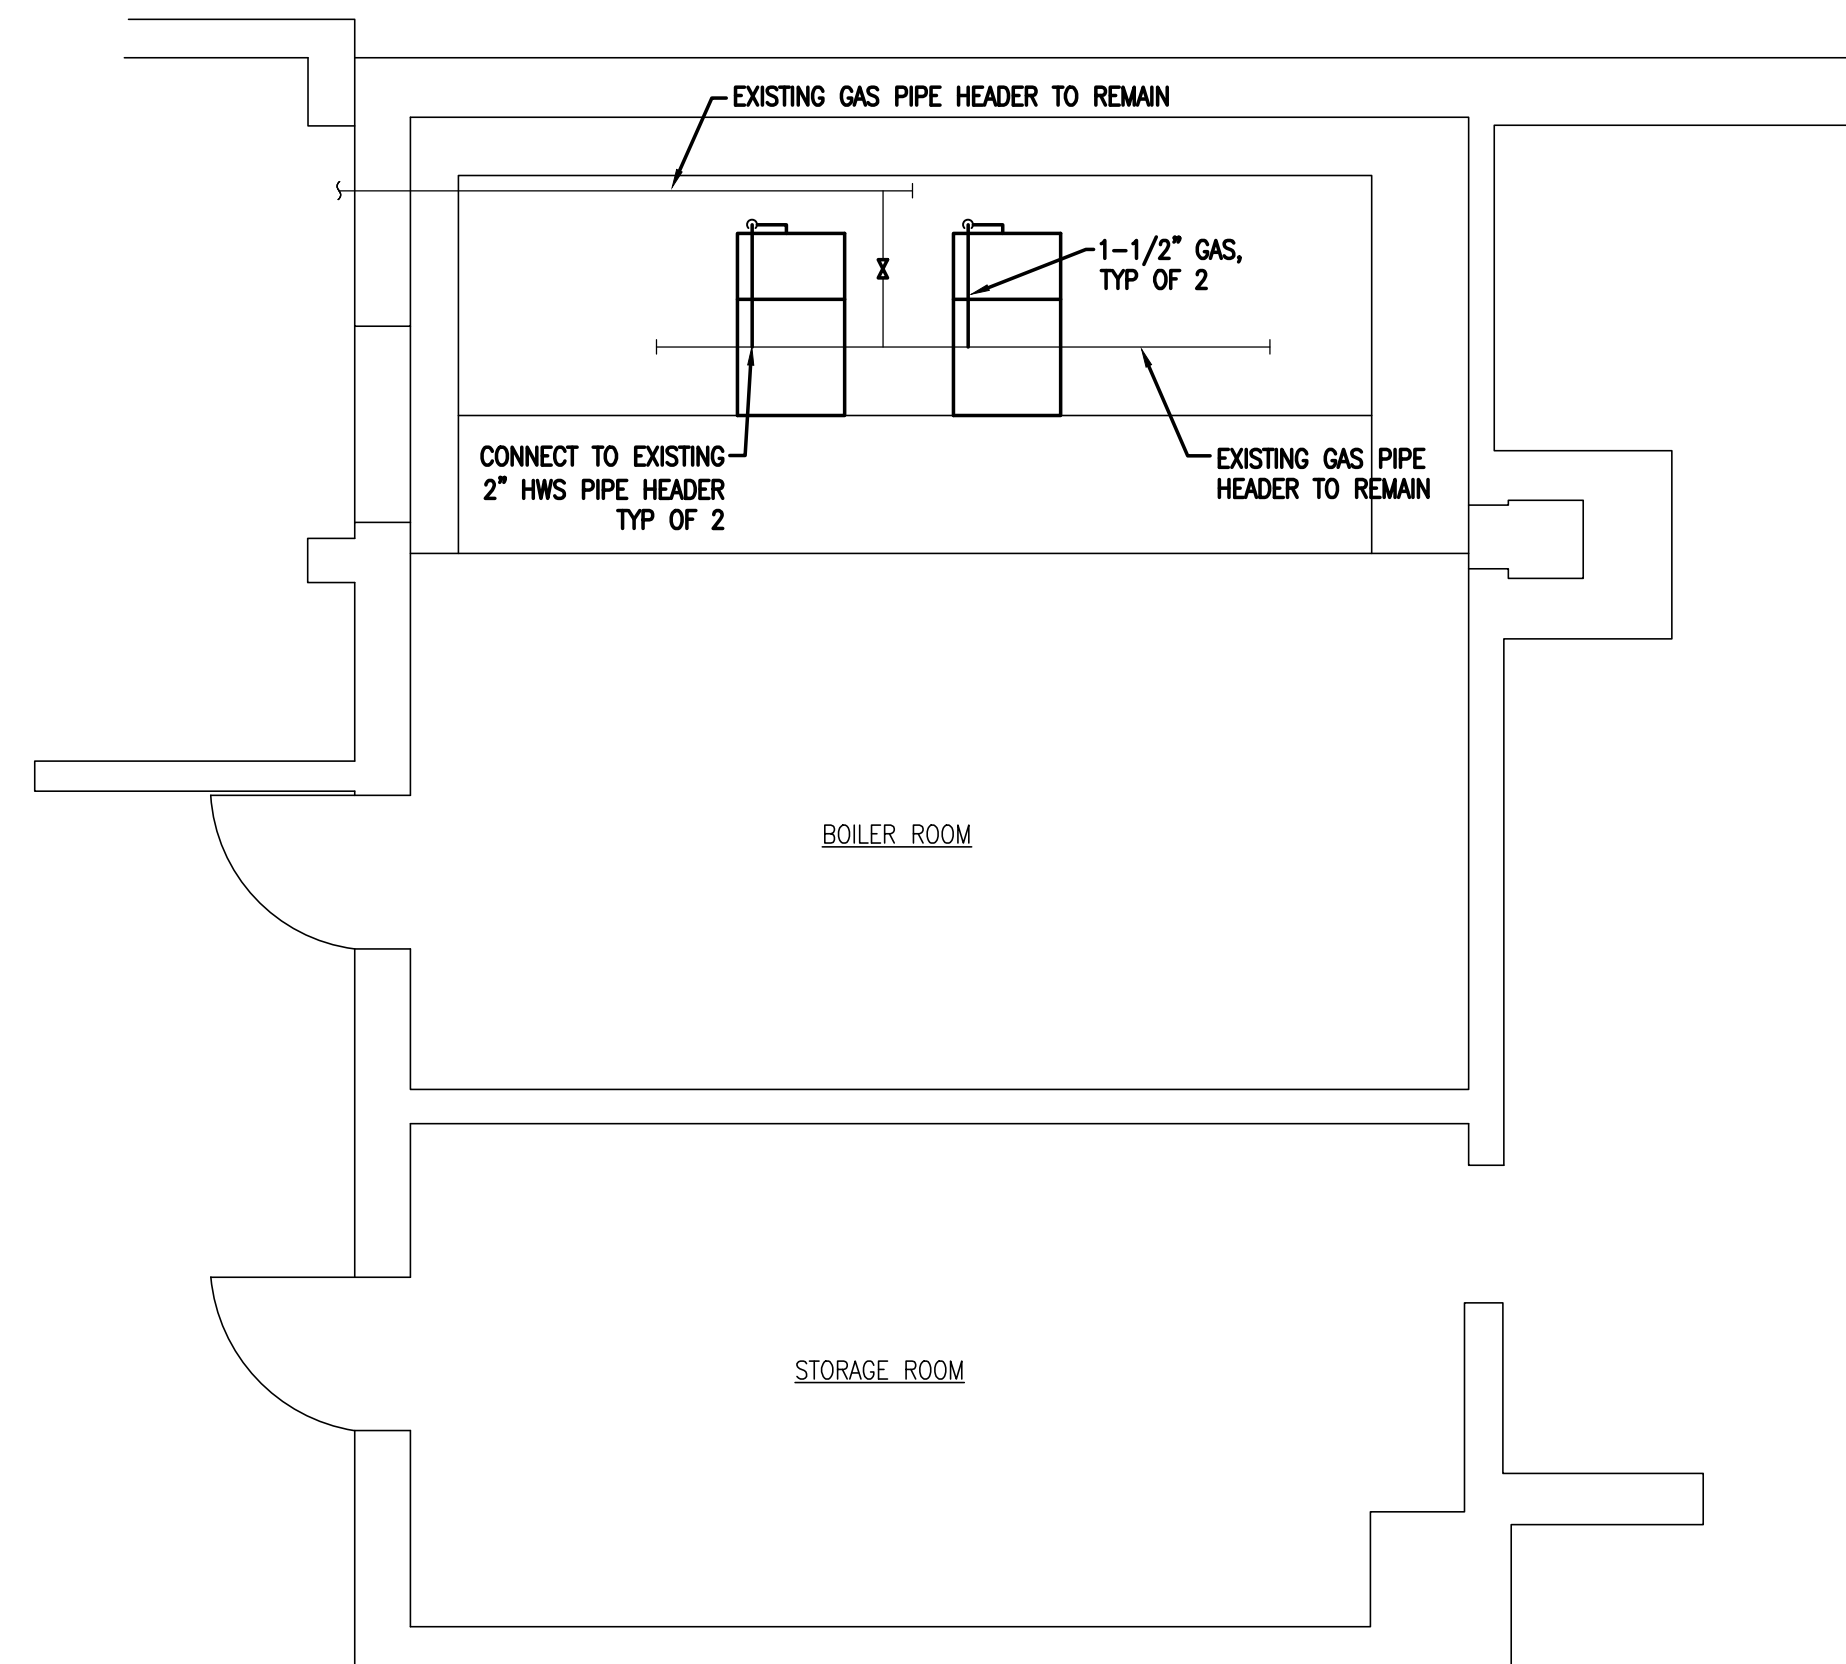 EXISTING GAS PIPE HEADER TO REMAIN
1-1/2" GAS,
TYP OF 2
CONNECT TO EXISTING
2" HWS PIPE HEADER
TYP OF 2
EXISTING GAS PIPE
HEADER TO REMAIN
BOILER ROOM
STORAGE ROOM